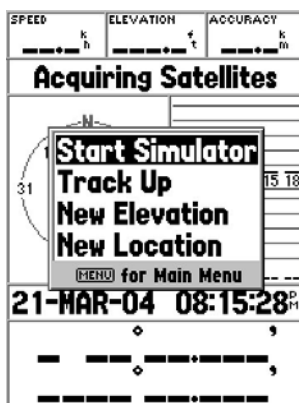 SPEED ELEVATION ACCURACY
k h f t k m
Acquiring Satellites
N
Start Simulator
Track Up
31 15 18
New Elevation
New Location
MENU for Main Menu
21-MAR-04 08:15:28 PM